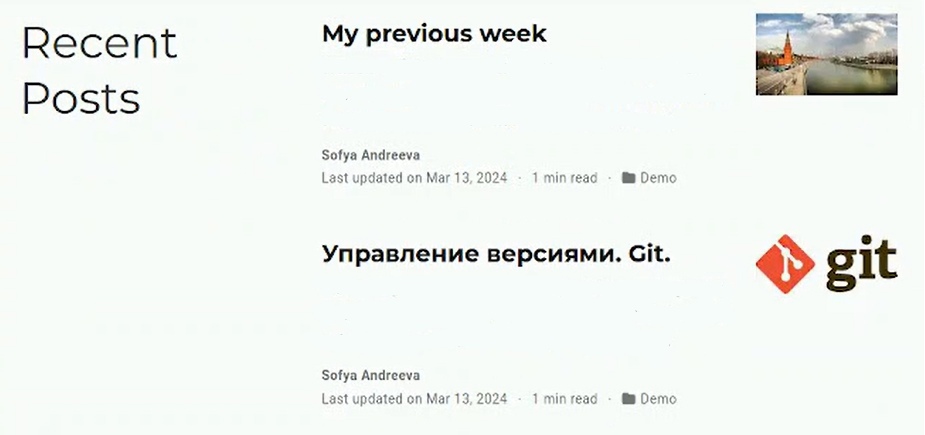 Recent
Posts
My previous week
Sofya Andreeva
Last updated on Mar 13, 2024 · 1 min read · Demo
Управление версиями. Git.
git
Sofya Andreeva
Last updated on Mar 13, 2024 · 1 min read · Demo